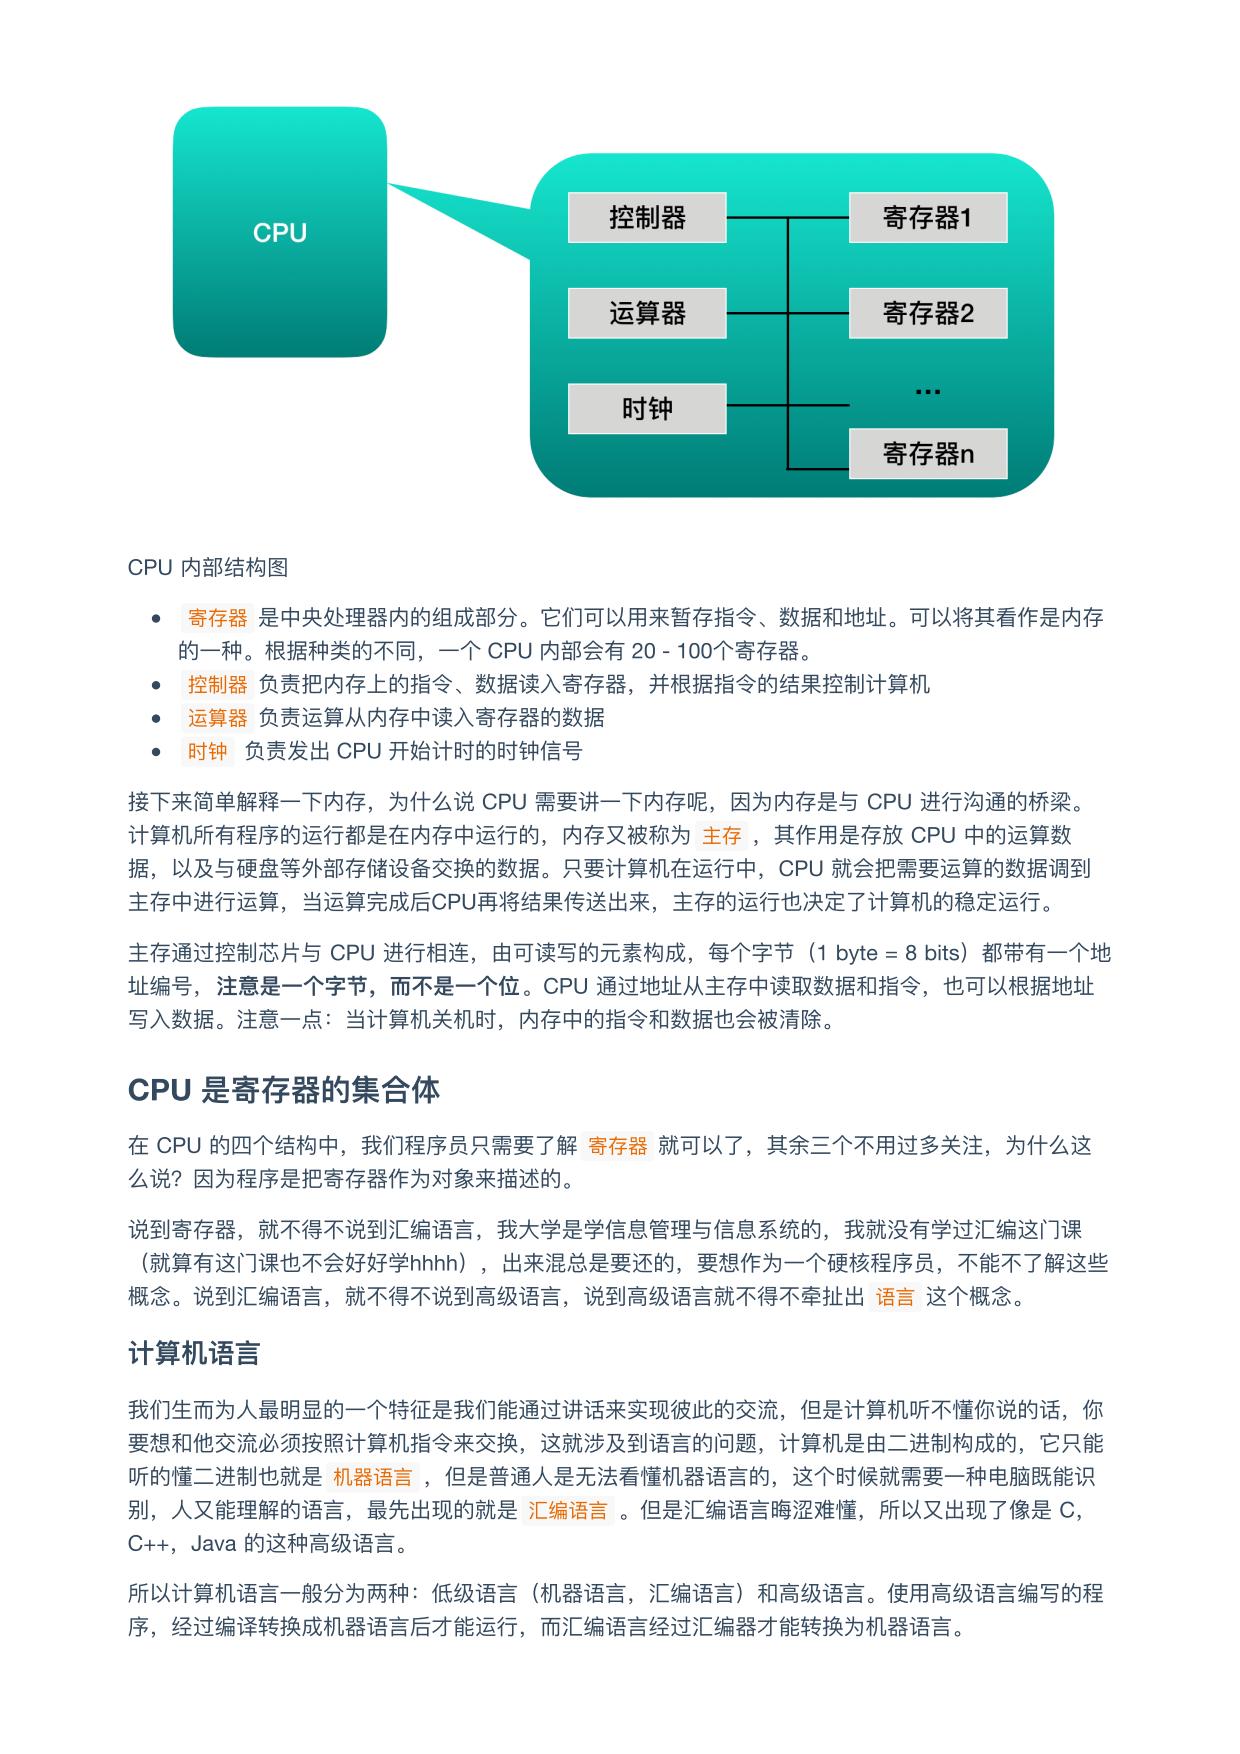 CPU
控制器
寄存器1
运算器
寄存器2
时钟
...
寄存器n
CPU 内部结构图
• 寄存器 是中央处理器内的组成部分。它们可以用来暂存指令、数据和地址。可以将其看作是内存
的一种。根据种类的不同，一个 CPU 内部会有 20 - 100个寄存器。
• 控制器 负责把内存上的指令、数据读入寄存器，并根据指令的结果控制计算机
• 运算器 负责运算从内存中读入寄存器的数据
• 时钟 负责发出 CPU 开始计时的时钟信号
接下来简单解释一下内存，为什么说 CPU 需要讲一下内存呢，因为内存是与 CPU 进行沟通的桥梁。
计算机所有程序的运行都是在内存中运行的，内存又被称为 主存 ，其作用是存放 CPU 中的运算数
据，以及与硬盘等外部存储设备交换的数据。只要计算机在运行中，CPU 就会把需要运算的数据调到
主存中进行运算，当运算完成后CPU再将结果传送出来，主存的运行也决定了计算机的稳定运行。
主存通过控制芯片与 CPU 进行相连，由可读写的元素构成，每个字节（1 byte = 8 bits）都带有一个地
址编号，注意是一个字节，而不是一个位。CPU 通过地址从主存中读取数据和指令，也可以根据地址
写入数据。注意一点：当计算机关机时，内存中的指令和数据也会被清除。
CPU 是寄存器的集合体
在 CPU 的四个结构中，我们程序员只需要了解 寄存器 就可以了，其余三个不用过多关注，为什么这
么说？因为程序是把寄存器作为对象来描述的。
说到寄存器，就不得不说到汇编语言，我大学是学信息管理与信息系统的，我就没有学过汇编这门课
（就算有这门课也不会好好学hhhh），出来混总是要还的，要想作为一个硬核程序员，不能不了解这些
概念。说到汇编语言，就不得不说到高级语言，说到高级语言就不得不牵扯出 语言 这个概念。
计算机语言
我们生而为人最明显的一个特征是我们能通过讲话来实现彼此的交流，但是计算机听不懂你说的话，你
要想和他交流必须按照计算机指令来交换，这就涉及到语言的问题，计算机是由二进制构成的，它只能
听的懂二进制也就是 机器语言 ，但是普通人是无法看懂机器语言的，这个时候就需要一种电脑既能识
别，人又能理解的语言，最先出现的就是 汇编语言 。但是汇编语言晦涩难懂，所以又出现了像是 C，
C++，Java 的这种高级语言。
所以计算机语言一般分为两种：低级语言（机器语言，汇编语言）和高级语言。使用高级语言编写的程
序，经过编译转换成机器语言后才能运行，而汇编语言经过汇编器才能转换为机器语言。